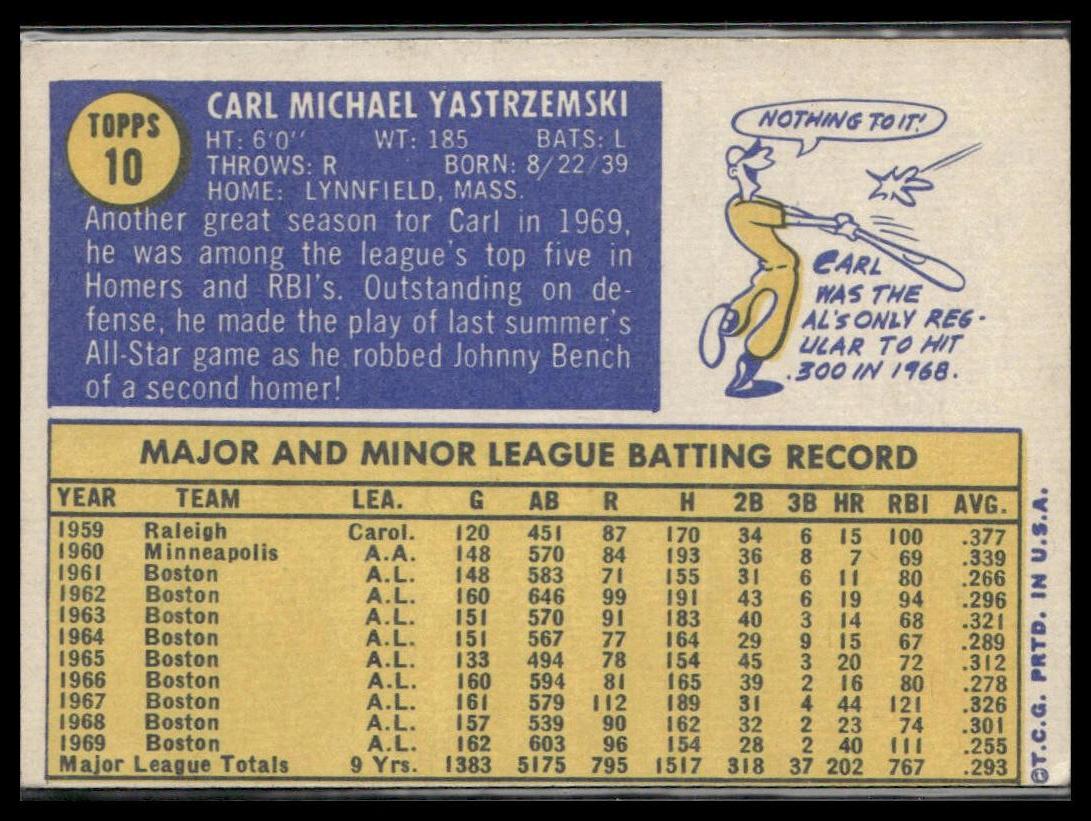 TOPPS
10
CARL MICHAEL YASTRZEMSKI
HT: 6'0'' WT: 185 BATS: L
THROWS: R BORN: 8/22/39
HOME: LYNNFIELD, MASS.
Another great season for Carl in 1969,
he was among the league's top five in
Homers and RBI's. Outstanding on de-
fense, he made the play of last summer's
All-Star game as he robbed Johnny Bench
of a second homer!
NOTHING TO IT!
CARL
WAS THE
AL'S ONLY REG-
ULAR TO HIT
.300 IN 1968.
MAJOR AND MINOR LEAGUE BATTING RECORD
YEAR TEAM LEA. G AB R H 2B 3B HR RBI AVG.
1959 Raleigh Carol. 120 451 87 170 34 6 15 100 .377
1960 Minneapolis A.A. 148 570 84 193 36 8 7 69 .339
1961 Boston A.L. 148 583 71 155 31 6 11 80 .266
1962 Boston A.L. 160 646 99 191 43 6 19 94 .296
1963 Boston A.L. 151 570 91 183 40 3 14 68 .321
1964 Boston A.L. 151 567 77 164 29 9 15 67 .289
1965 Boston A.L. 133 494 78 154 45 3 20 72 .312
1966 Boston A.L. 160 594 81 165 39 2 16 80 .278
1967 Boston A.L. 161 579 112 189 31 4 44 121 .326
1968 Boston A.L. 157 539 90 162 32 2 23 74 .301
1969 Boston A.L. 162 603 96 154 28 2 40 111 .255
Major League Totals 9 Yrs. 1383 5175 795 1517 318 37 202 767 .293
©T.C.G. PRTD. IN U.S.A.